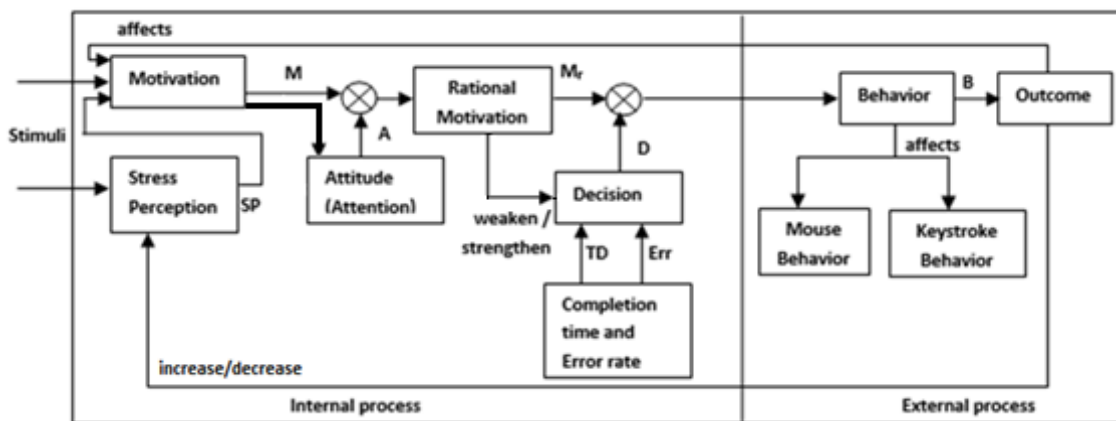 affects
Motivation
M
A
Rational
Motivation
Mr
D
Behavior
B
Outcome
Stimuli
Stress
Perception
SP
Attitude
(Attention)
Decision
weaken /
strengthen
TD
Err
affects
Mouse
Behavior
Keystroke
Behavior
Completion
time and
Error rate
increase/decrease
Internal process
External process